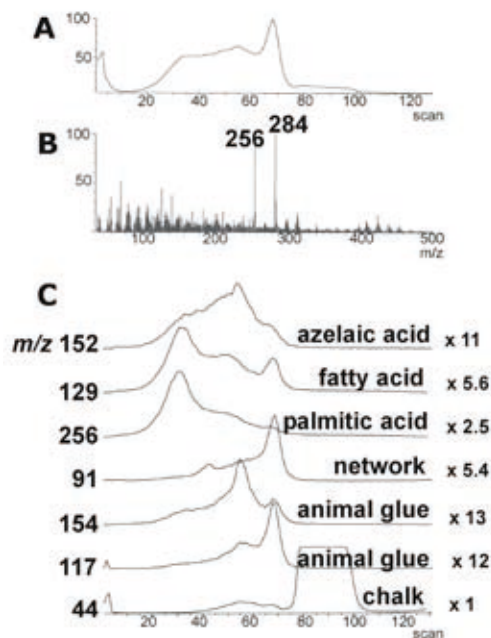 A
100
50
20 40 60 80 100 120
scan
B
100
256 284
50
100 200 300 400 500
m/z
C
m/z 152 azelaic acid x 11
129 fatty acid x 5.6
256 palmitic acid x 2.5
91 network x 5.4
154 animal glue x 13
117 animal glue x 12
44 chalk x 1
20 40 60 80 100 120
scan